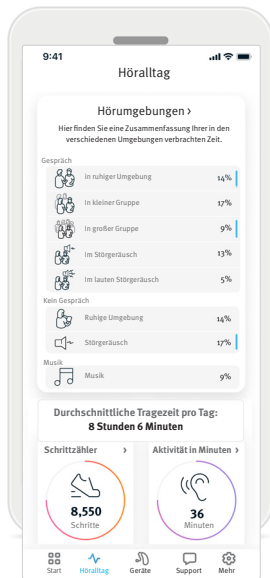 9:41
Höralltag
Hörumgebungen ›
Hier finden Sie eine Zusammenfassung Ihrer in den
verschiedenen Umgebungen verbrachten Zeit.
Gespräch
In ruhiger Umgebung 14%
In kleiner Gruppe 17%
In großer Gruppe 9%
Im Störgeräusch 13%
Im lauten Störgeräusch 5%
Kein Gespräch
Ruhige Umgebung 14%
Störgeräusch 17%
Musik
Musik 9%
Durchschnittliche Tragezeit pro Tag:
8 Stunden 6 Minuten
Schrittzähler › Aktivität in Minuten ›
8,550 36
Schritte Minuten
Start Höralltag Geräte Support Mehr